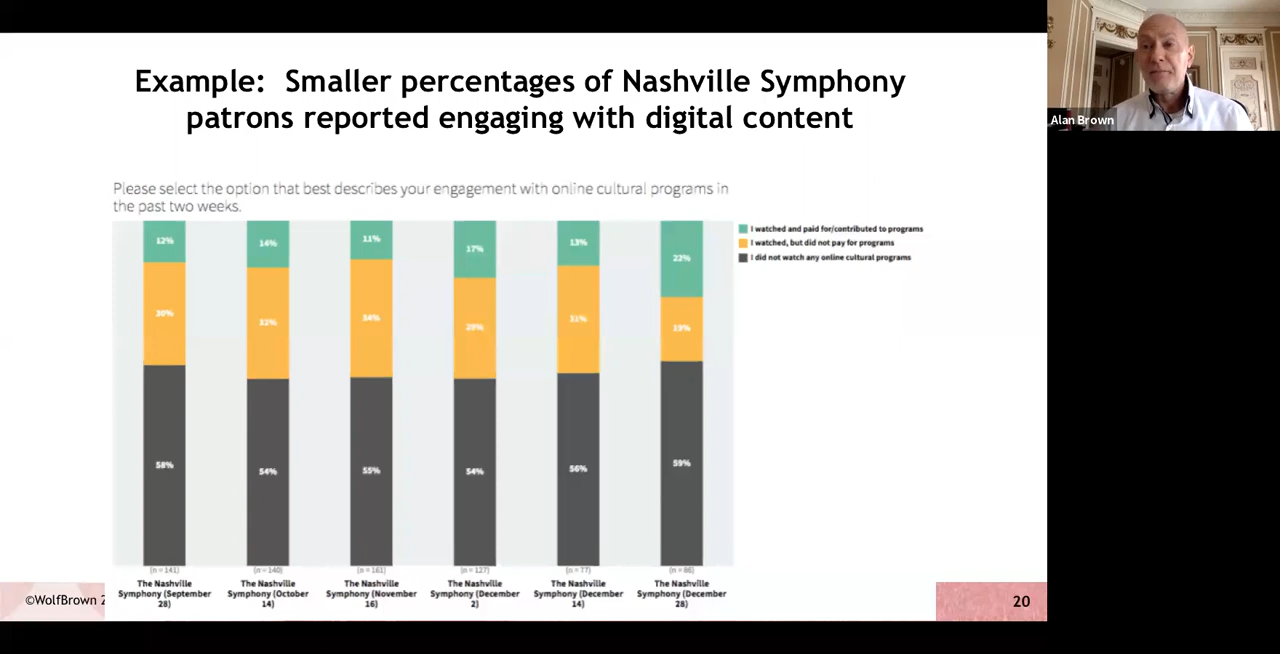 Example: Smaller percentages of Nashville Symphony
patrons reported engaging with digital content
Alan Brown
Please select the option that best describes your engagement with online cultural programs in
the past two weeks.
I watched and paid for/contributed to programs
I watched, but did not pay for programs
I did not watch any online cultural programs
12% 14% 11% 17% 13% 22%
30% 32% 34% 28% 31% 19%
58% 54% 55% 54% 56% 59%
(n = 141) (n = 140) (n = 161) (n = 127) (n = 77) (n = 86)
The Nashville The Nashville The Nashville The Nashville The Nashville The Nashville
Symphony (September Symphony (October Symphony (November Symphony (December Symphony (December Symphony (December
28) 14) 16) 2) 14) 28)
©WolfBrown 2
20